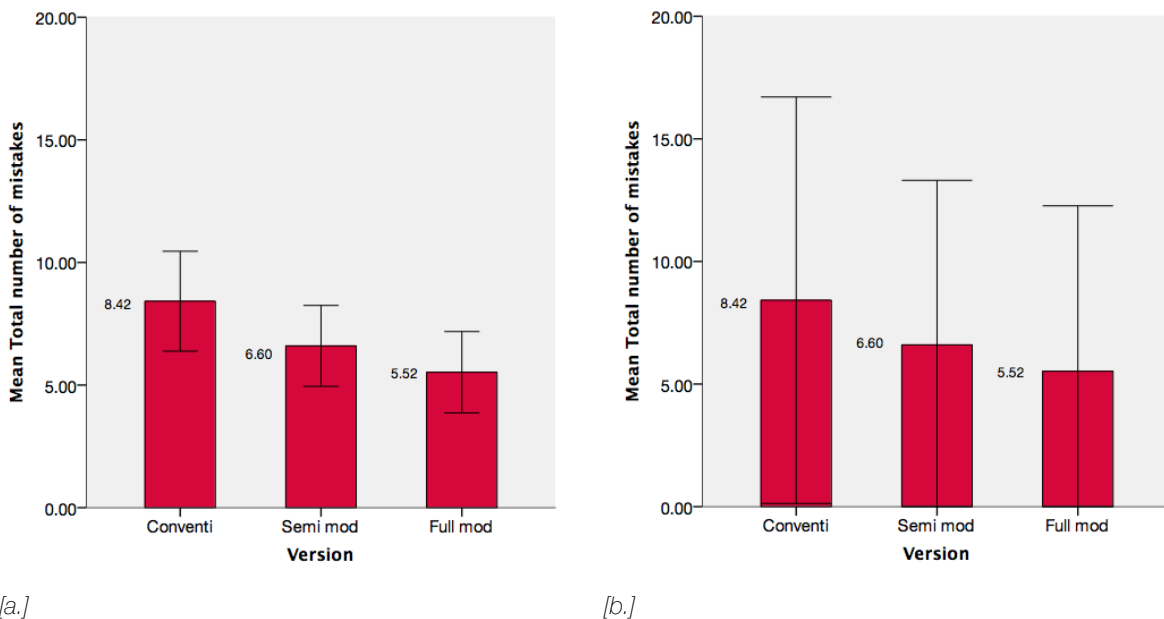 20.00
15.00
10.00
5.00
0.00
Mean Total number of mistakes
8.42
6.60
5.52
Conventi Semi mod Full mod
Version
[a.]
20.00
15.00
10.00
5.00
0.00
Mean Total number of mistakes
8.42
6.60
5.52
Conventi Semi mod Full mod
Version
[b.]